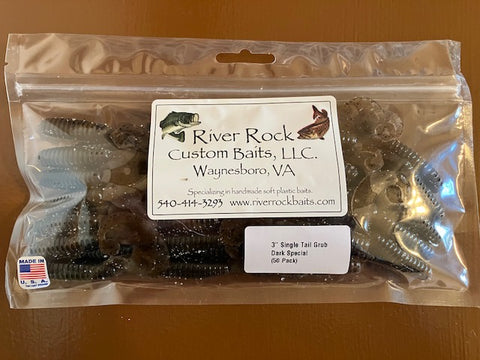 River Rock
Custom Baits, LLC.
Waynesboro, VA
Specializing in handmade soft plastic baits.
540-414-3293 www.riverrockbaits.com
3" Single Tail Grub
Dark Special
(50 Pack)
MADE IN
U. S. A.